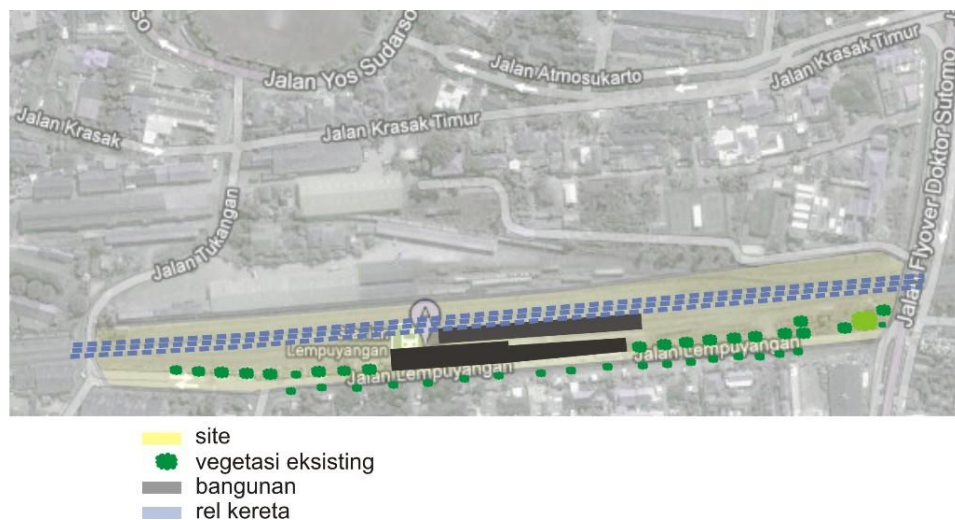 so
Jalan Yos Sudarso
Jalan Atmosukarto
Jalan Krasak Timur
Jalan Krasak
Jalan Krasak Timur
Jalan Tukangan
Jalan Flyover Doktor Sutomo
A
Lempuyangan
Jalan Lempuyangan
Jalan Lempuyangan
site
vegetasi eksisting
bangunan
rel kereta